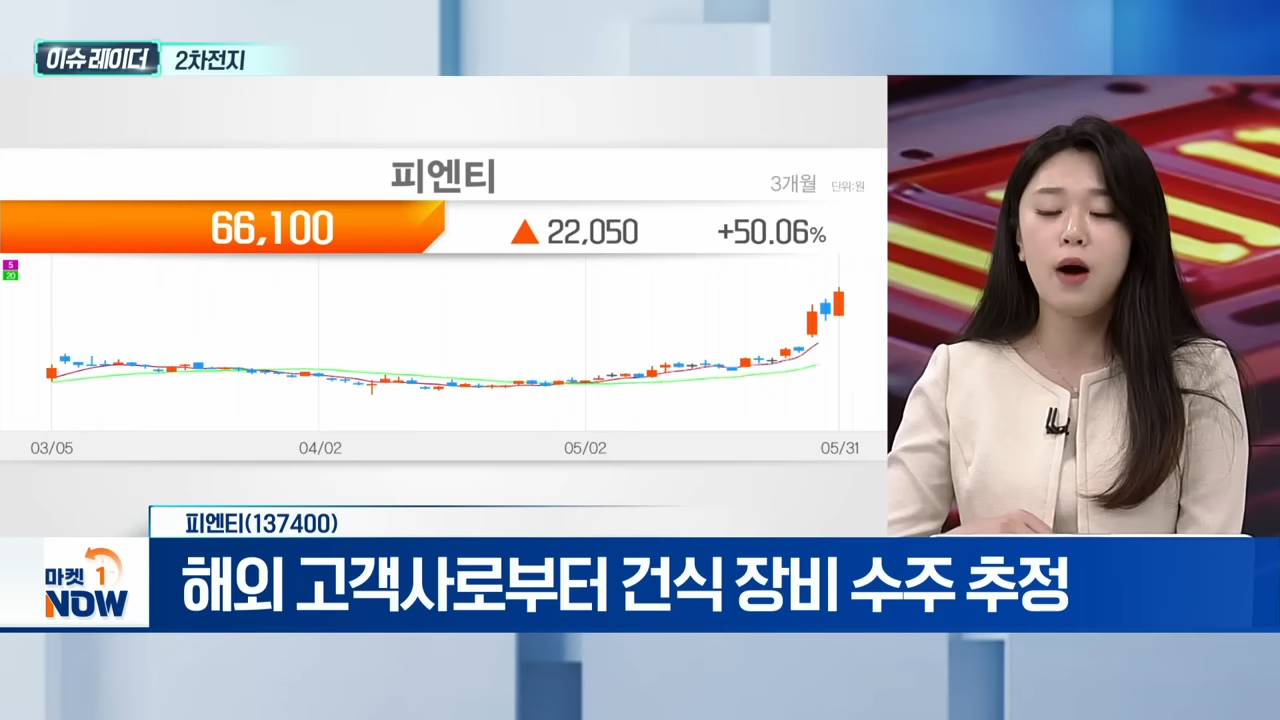 이슈레이더 2차전지
피엔티
3개월 단위:원
66,100 ▲ 22,050 +50.06%
5
20
03/05 04/02 05/02 05/31
피엔티(137400)
마켓 1
NOW
해외 고객사로부터 건식 장비 수주 추정